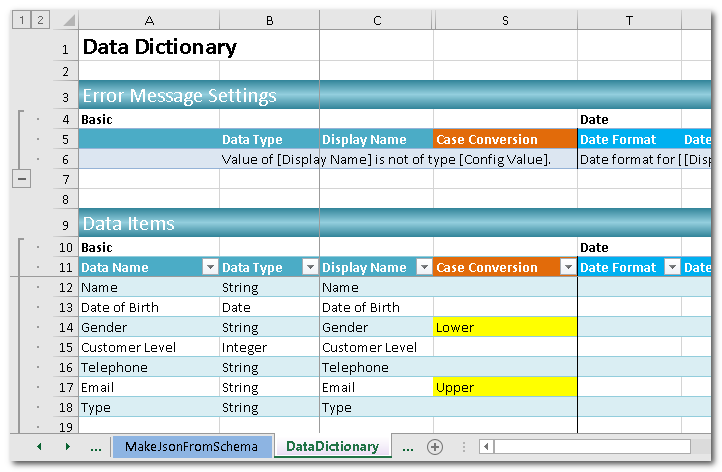 1 2
A B C S T
1 Data Dictionary
2
3 Error Message Settings
4 Basic Date
5 Data Type Display Name Case Conversion Date Format Date
6 Value of [Display Name] is not of type [Config Value]. Date format for [ [Disp
7
8
9 Data Items
10 Basic Date
11 Data Name Data Type Display Name Case Conversion Date Format Date
12 Name String Name
13 Date of Birth Date Date of Birth
14 Gender String Gender Lower
15 Customer Level Integer Customer Level
16 Telephone String Telephone
17 Email String Email Upper
18 Type String Type
19
... MakeJsonFromSchema DataDictionary ...